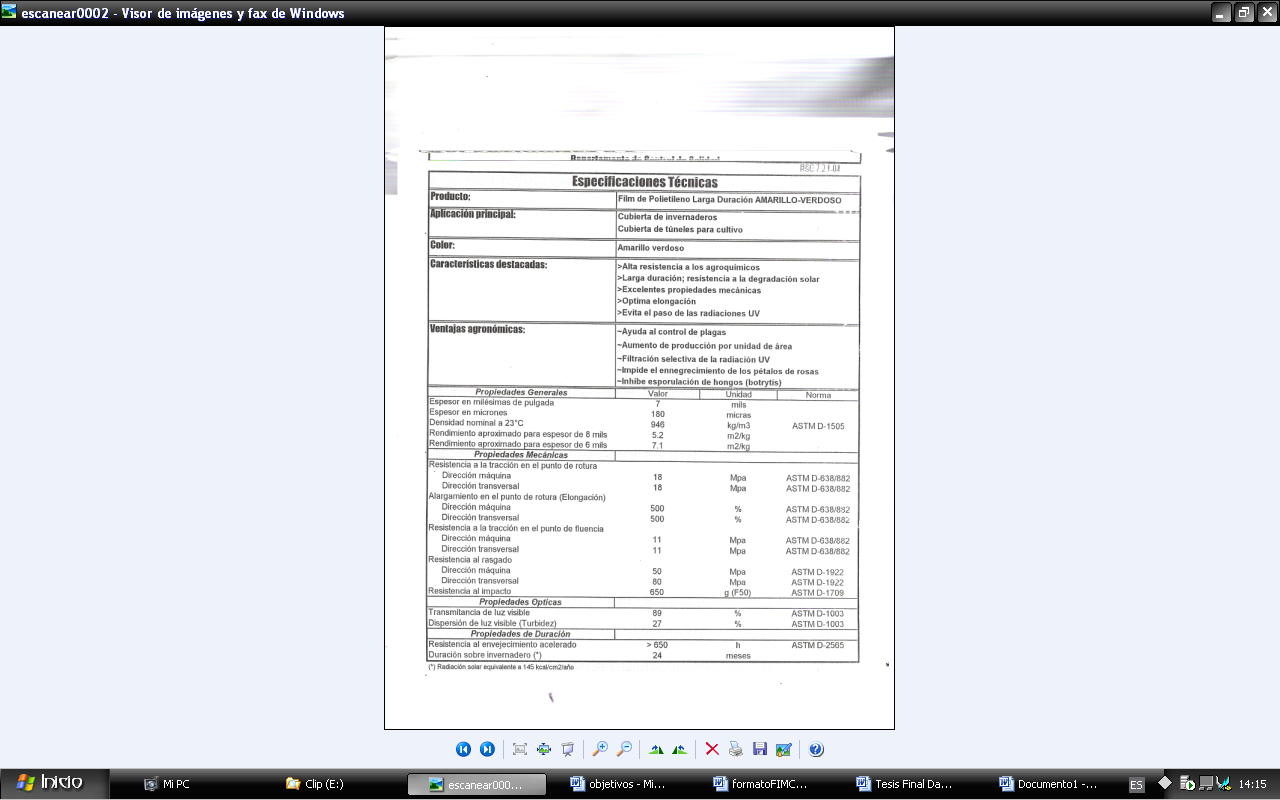 escanear0002 - Visor de imágenes y fax de Windows
Departamento de Control de Calidad
RSC 7.2.1.04
Especificaciones Técnicas
Producto: Film de Polietileno Larga Duración AMARILLO-VERDOSO
Aplicación principal: Cubierta de invernaderos
Cubierta de túneles para cultivo
Color: Amarillo verdoso
Características destacadas: >Alta resistencia a los agroquímicos
>Larga duración; resistencia a la degradación solar
>Excelentes propiedades mecánicas
>Optima elongación
>Evita el paso de las radiaciones UV
Ventajas agronómicas: ~Ayuda al control de plagas
~Aumento de producción por unidad de área
~Filtración selectiva de la radiación UV
~Impide el ennegrecimiento de los pétalos de rosas
~Inhibe esporulación de hongos (botrytis)
Propiedades Generales Valor Unidad Norma
Espesor en milésimas de pulgada 7 mils
Espesor en micrones 180 micras
Densidad nominal a 23°C 946 kg/m3 ASTM D-1505
Rendimiento aproximado para espesor de 8 mils 5.2 m2/kg
Rendimiento aproximado para espesor de 6 mils 7.1 m2/kg
Propiedades Mecánicas
Resistencia a la tracción en el punto de rotura
Dirección máquina 18 Mpa ASTM D-638/882
Dirección transversal 18 Mpa ASTM D-638/882
Alargamiento en el punto de rotura (Elongación)
Dirección máquina 500 % ASTM D-638/882
Dirección transversal 500 % ASTM D-638/882
Resistencia a la tracción en el punto de fluencia
Dirección máquina 11 Mpa ASTM D-638/882
Dirección transversal 11 Mpa ASTM D-638/882
Resistencia al rasgado
Dirección máquina 50 Mpa ASTM D-1922
Dirección transversal 80 Mpa ASTM D-1922
Resistencia al impacto 650 g (F50) ASTM D-1709
Propiedades Opticas
Transmitancia de luz visible 89 % ASTM D-1003
Dispersión de luz visible (Turbidez) 27 % ASTM D-1003
Propiedades de Duración
Resistencia al envejecimiento acelerado > 650 h ASTM D-2565
Duración sobre invernadero (*) 24 meses
(*) Radiación solar equivalente a 145 kcal/cm2/año
Inicio Mi PC Clip (E:) escanear000... objetivos - Mi... formatoFIMC... Tesis Final Da... Documento1 -... ES 14:15